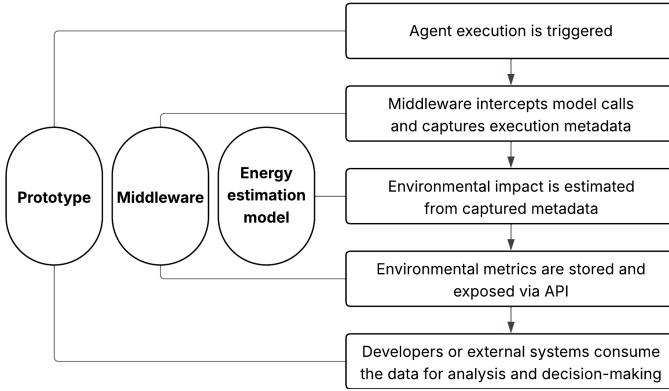 Agent execution is triggered
Middleware intercepts model calls
and captures execution metadata
Prototype
Middleware
Energy
estimation
model
Environmental impact is estimated
from captured metadata
Environmental metrics are stored and
exposed via API
Developers or external systems consume
the data for analysis and decision-making